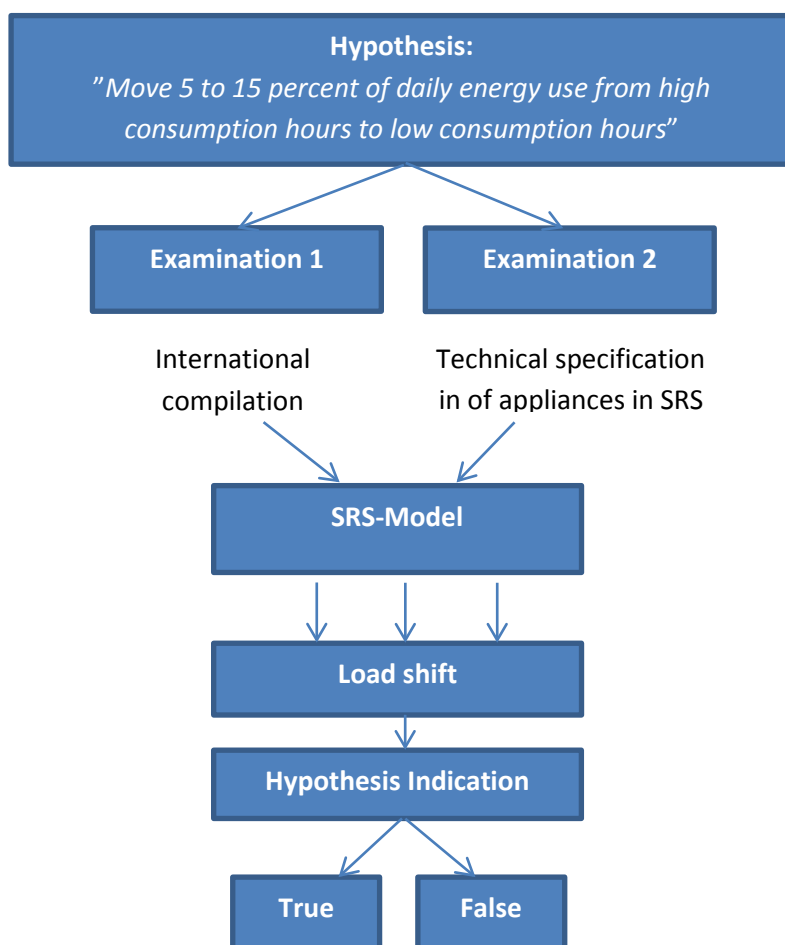 Hypothesis:
”Move 5 to 15 percent of daily energy use from high
consumption hours to low consumption hours”
Examination 1
Examination 2
International
compilation
Technical specification
in of appliances in SRS
SRS-Model
Load shift
Hypothesis Indication
True
False